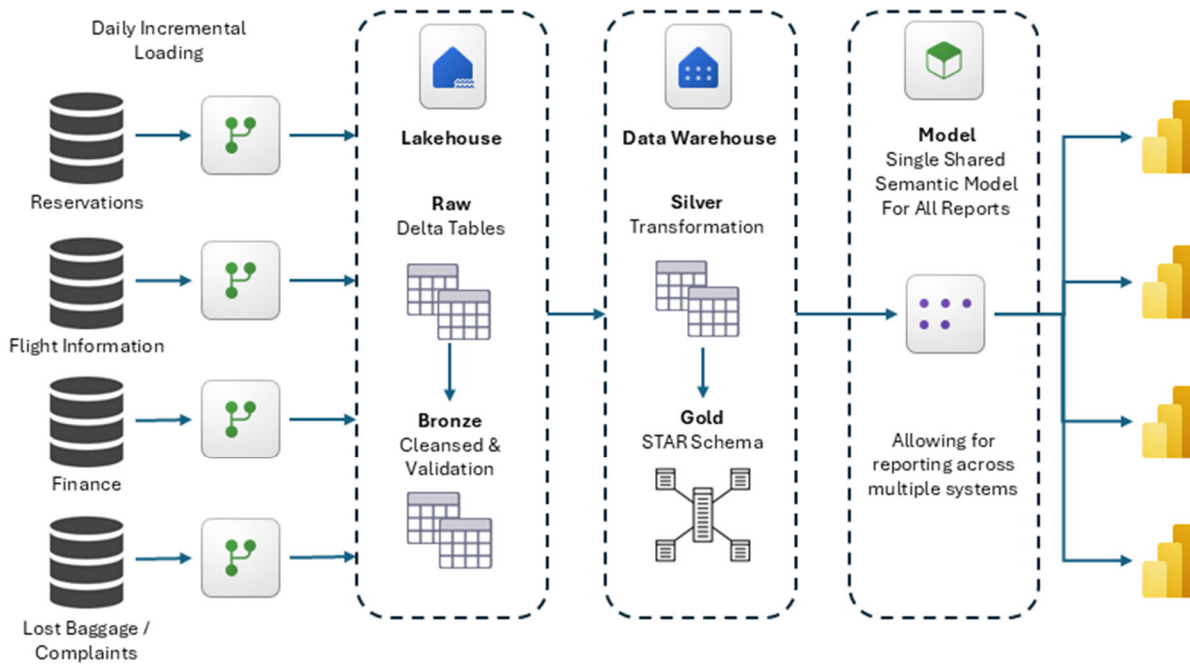 Daily Incremental
Loading
Reservations
Flight Information
Finance
Lost Baggage /
Complaints
Lakehouse
Raw
Delta Tables
Bronze
Cleansed &
Validation
Data Warehouse
Silver
Transformation
Gold
STAR Schema
Model
Single Shared
Semantic Model
For All Reports
Allowing for
reporting across
multiple systems